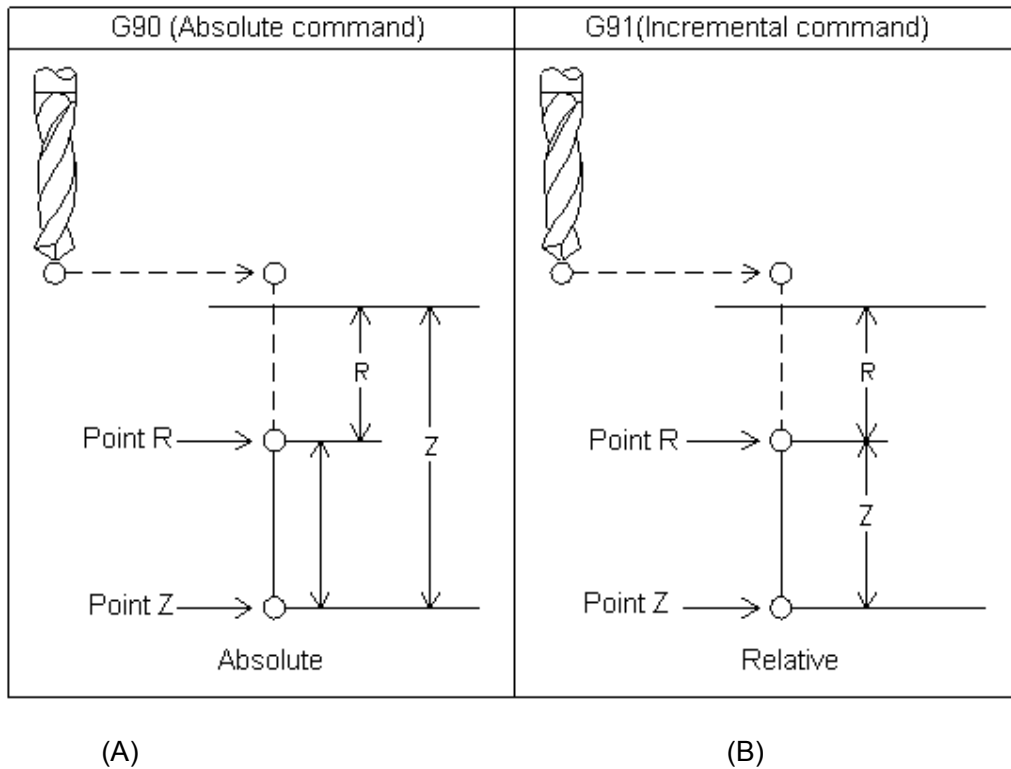 G90 (Absolute command)
G91(Incremental command)
R
Z
Point R
Point Z
Absolute
R
Point R
Z
Point Z
Relative
(A)
(B)